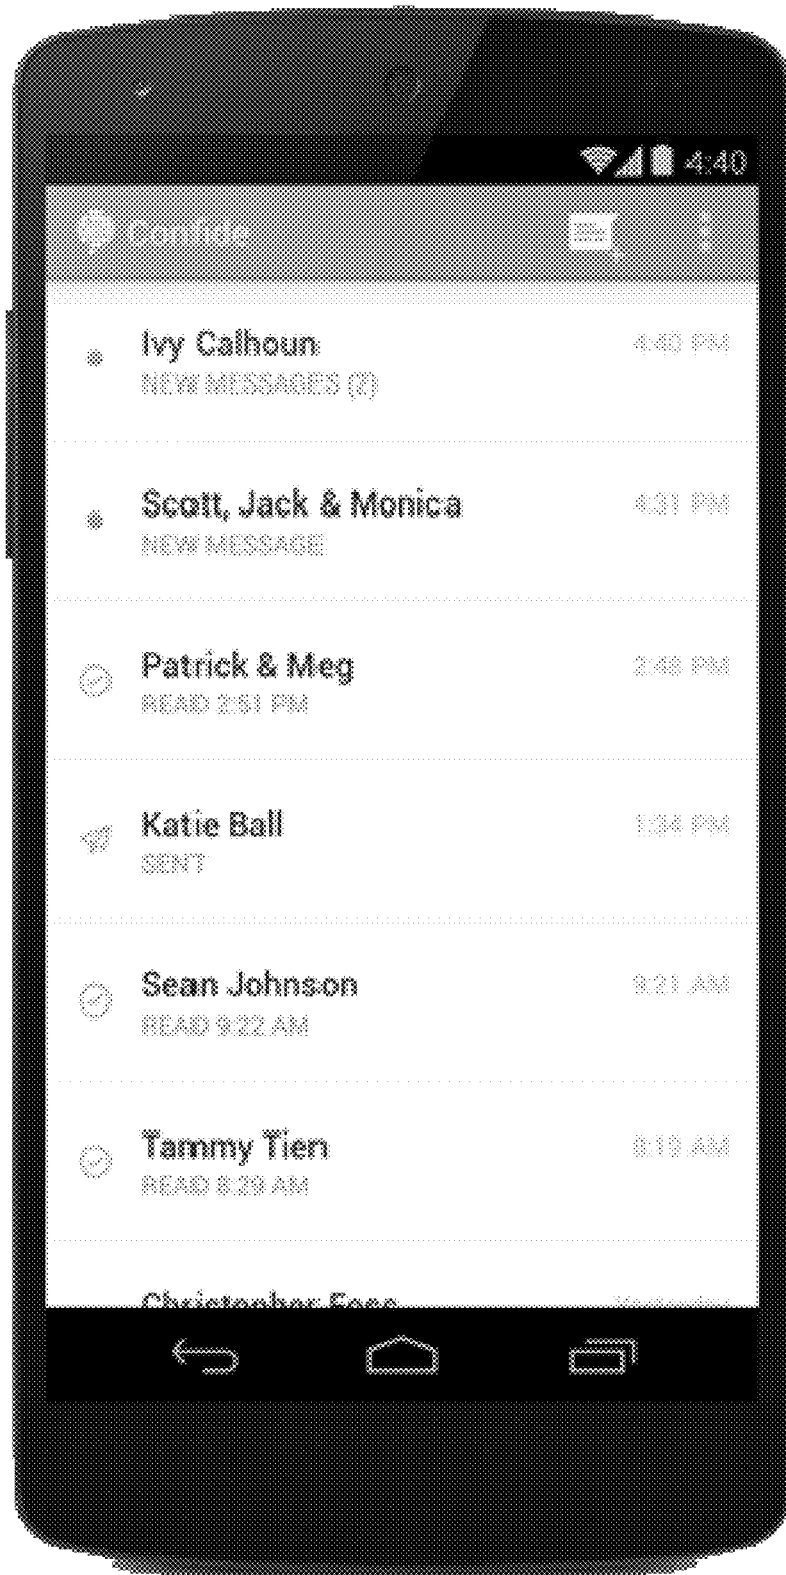 4:40
Confide
Ivy Calhoun 4:40 PM
NEW MESSAGES (2)
Scott, Jack & Monica 4:31 PM
NEW MESSAGE
Patrick & Meg 2:48 PM
READ 2:51 PM
Katie Ball 1:34 PM
SENT
Sean Johnson 9:21 AM
READ 9:22 AM
Tammy Tien 8:19 AM
READ 8:29 AM
Christopher Yesterday